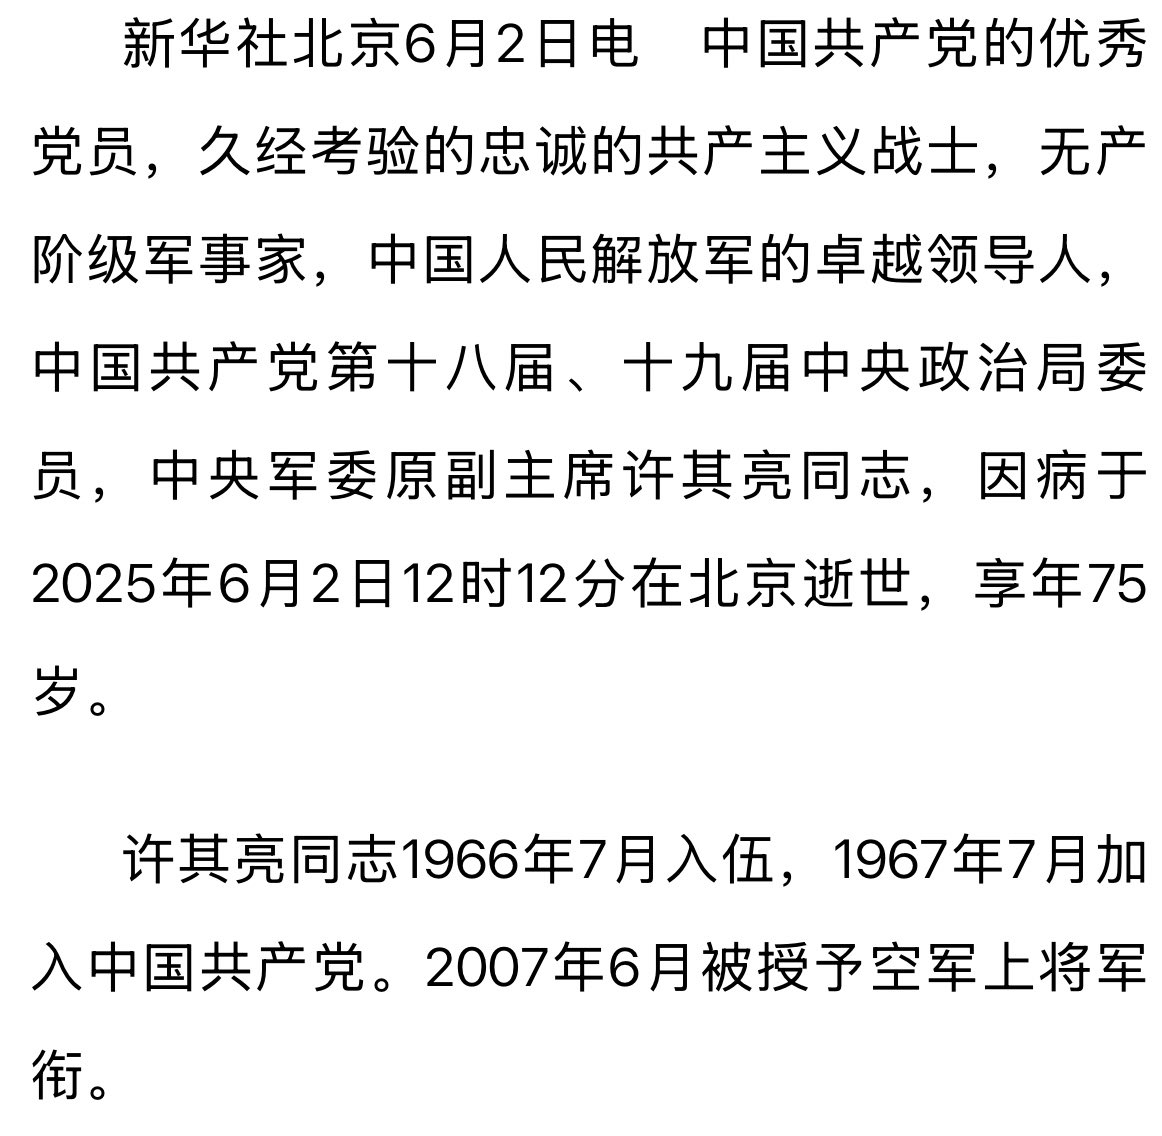 新华社北京6月2日电　中国共产党的优秀
党员，久经考验的忠诚的共产主义战士，无产
阶级军事家，中国人民解放军的卓越领导人，
中国共产党第十八届、十九届中央政治局委
员，中央军委原副主席许其亮同志，因病于
2025年6月2日12时12分在北京逝世，享年75
岁。
许其亮同志1966年7月入伍，1967年7月加
入中国共产党。2007年6月被授予空军上将军
衔。